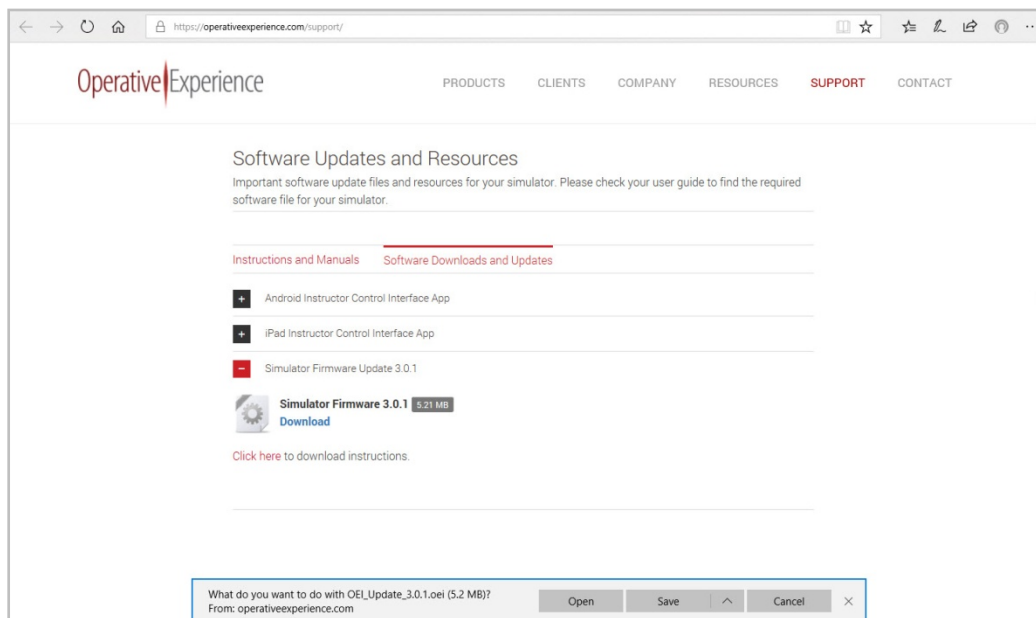 https://operativeexperience.com/support/
Operative Experience
PRODUCTS CLIENTS COMPANY RESOURCES SUPPORT CONTACT
Software Updates and Resources
Important software update files and resources for your simulator. Please check your user guide to find the required
software file for your simulator.
Instructions and Manuals Software Downloads and Updates
Android Instructor Control Interface App
iPad Instructor Control Interface App
Simulator Firmware Update 3.0.1
Simulator Firmware 3.0.1 5.21 MB
Download
Click here to download instructions.
What do you want to do with OEI_Update_3.0.1.oei (5.2 MB)?
From: operativeexperience.com
Open Save Cancel